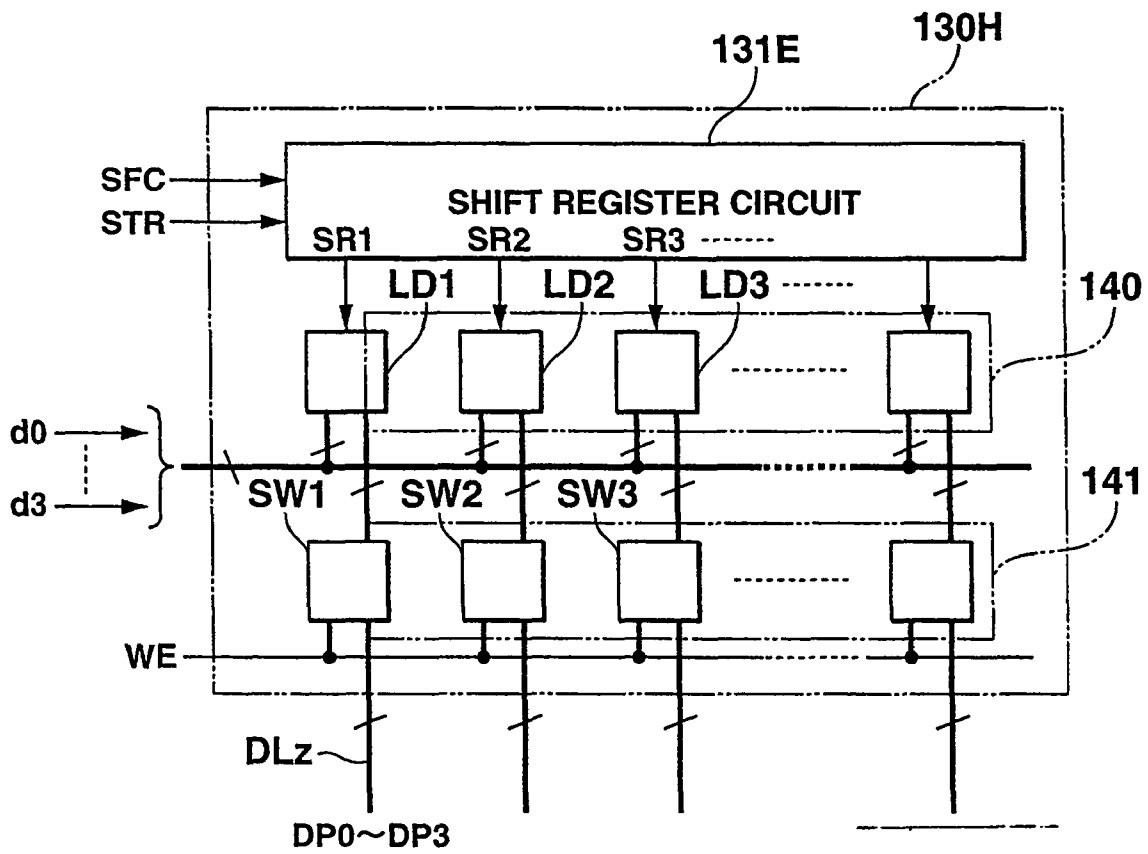 130H
131E
SFC
SHIFT REGISTER CIRCUIT
STR
SR1 SR2 SR3
LD1 LD2 LD3
140
d0
d3
SW1 SW2 SW3
141
WE
DLz
DP0～DP3